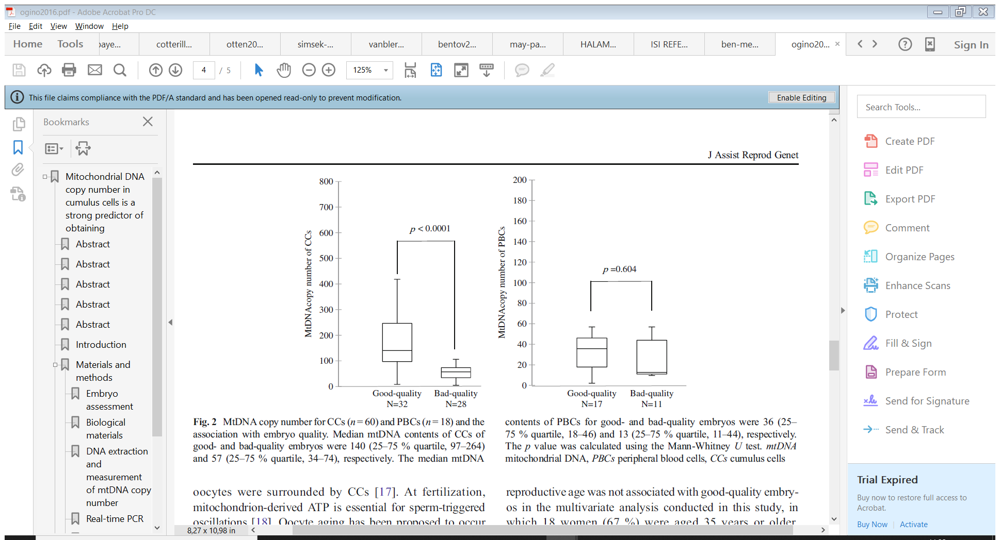 ogino2016.pdf - Adobe Acrobat Pro DC
File Edit View Window Help
Home Tools paye... cotterill... otten20... simsek-... vanbler... bentov2... may-pa... HALAM... ISI REFE... ben-me... ogino20... × Sign In
4 / 5 125%
This file claims compliance with the PDF/A standard and has been opened read-only to prevent modification. Enable Editing
Bookmarks
Mitochondrial DNA
copy number in
cumulus cells is a
strong predictor of
obtaining
Abstract
Abstract
Abstract
Abstract
Abstract
Introduction
Materials and
methods
Embryo
assessment
Biological
materials
DNA extraction
and
measurement
of mtDNA copy
number
Real-time PCR
J Assist Reprod Genet
MtDNAcopy number of CCs
800
700
600
500
400
300
200
100
0
p < 0.0001
Good-quality Bad-quality
N=32 N=28
MtDNAcopy number of PBCs
200
180
160
140
120
100
80
60
40
20
0
p =0.604
Good-quality Bad-quality
N=17 N=11
Fig. 2 MtDNA copy number for CCs (n = 60) and PBCs (n = 18) and the
association with embryo quality. Median mtDNA contents of CCs of
good- and bad-quality embryos were 140 (25–75 % quartile, 97–264)
and 57 (25–75 % quartile, 34–74), respectively. The median mtDNA
contents of PBCs for good- and bad-quality embryos were 36 (25–
75 % quartile, 18–46) and 13 (25–75 % quartile, 11–44), respectively.
The p value was calculated using the Mann-Whitney U test. mtDNA
mitochondrial DNA, PBCs peripheral blood cells, CCs cumulus cells
oocytes were surrounded by CCs [17]. At fertilization,
mitochondrion-derived ATP is essential for sperm-triggered
oscillations [18]. Oocyte aging has been proposed to occur
reproductive age was not associated with good-quality embry-
os in the multivariate analysis conducted in this study, in
which 18 women (67 %) were aged 35 years or older.
8,27 x 10,98 in
Search Tools...
Create PDF
Edit PDF
Export PDF
Comment
Organize Pages
Enhance Scans
Protect
Fill & Sign
Prepare Form
Send for Signature
Send & Track
Trial Expired
Buy now to restore full access to
Acrobat.
Buy Now | Activate